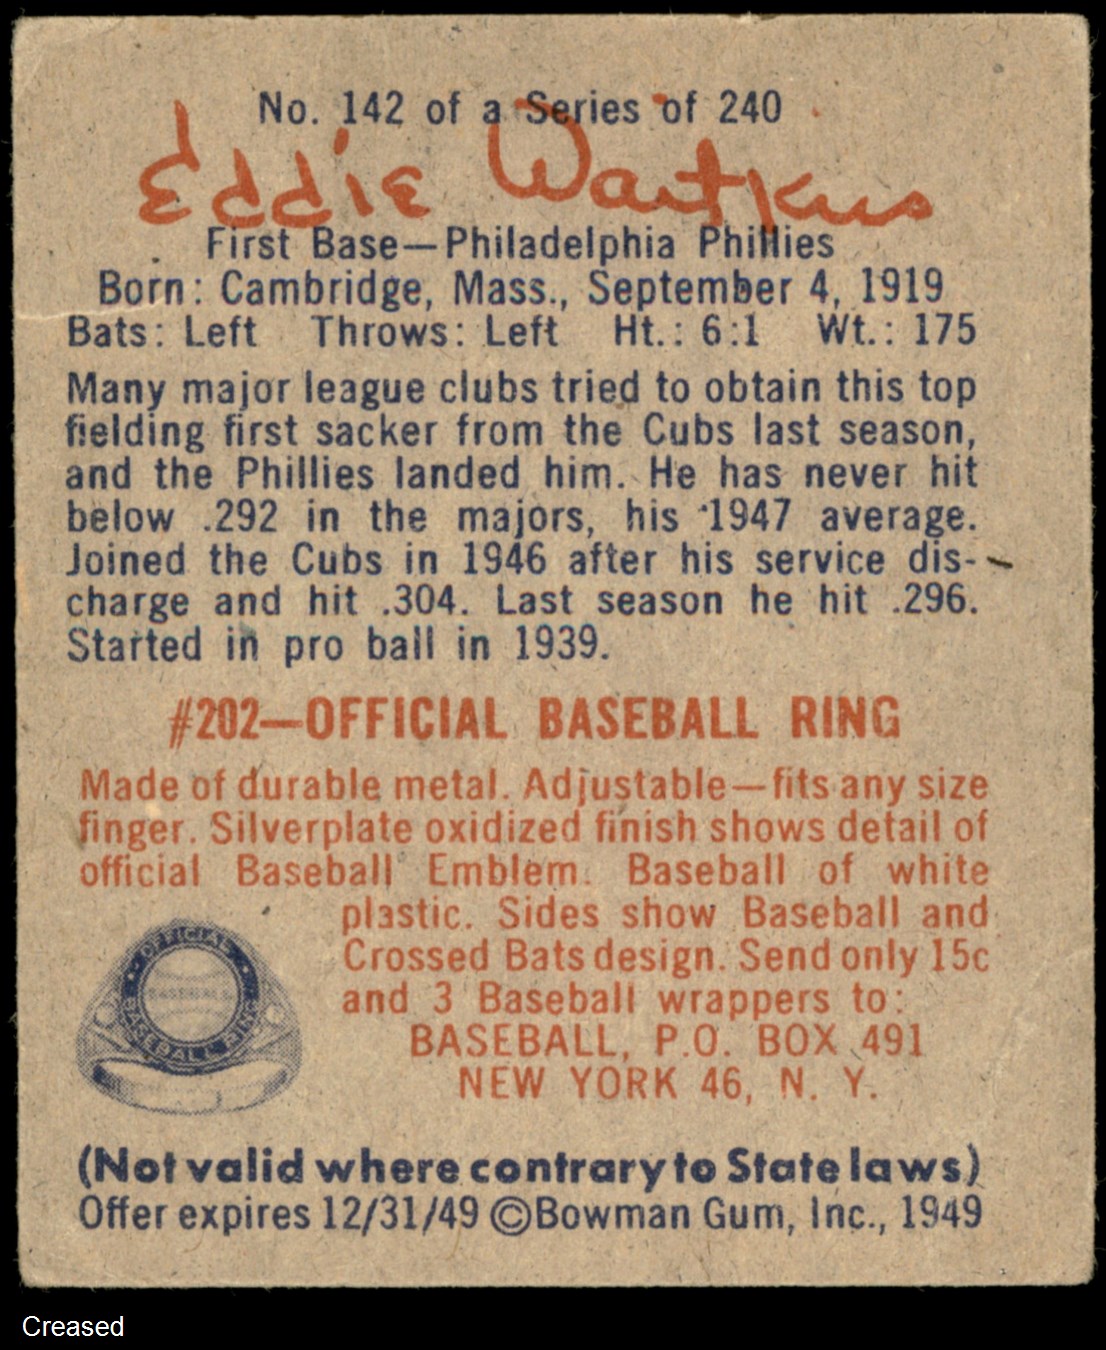 No. 142 of a Series of 240
Eddie Waitkus
First Base—Philadelphia Phillies
Born: Cambridge, Mass., September 4, 1919
Bats: Left Throws: Left Ht.: 6:1 Wt.: 175
Many major league clubs tried to obtain this top
fielding first sacker from the Cubs last season,
and the Phillies landed him. He has never hit
below .292 in the majors, his 1947 average.
Joined the Cubs in 1946 after his service dis-
charge and hit .304. Last season he hit .296.
Started in pro ball in 1939.
#202—OFFICIAL BASEBALL RING
Made of durable metal. Adjustable—fits any size
finger. Silverplate oxidized finish shows detail of
official Baseball Emblem. Baseball of white
plastic. Sides show Baseball and
Crossed Bats design. Send only 15c
and 3 Baseball wrappers to:
BASEBALL, P.O. BOX 491
NEW YORK 46, N. Y.
OFFICIAL
BASEBALL
BASEBALL RING
(Not valid where contrary to State laws)
Offer expires 12/31/49 ©Bowman Gum, Inc., 1949
Creased